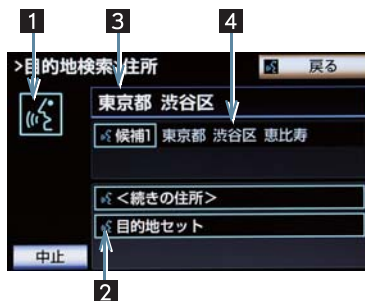 1 3 4
>目的地検索>住所 戻る
東京都 渋谷区
候補1 東京都 渋谷区 恵比寿
<続きの住所>
目的地セット
中止
2